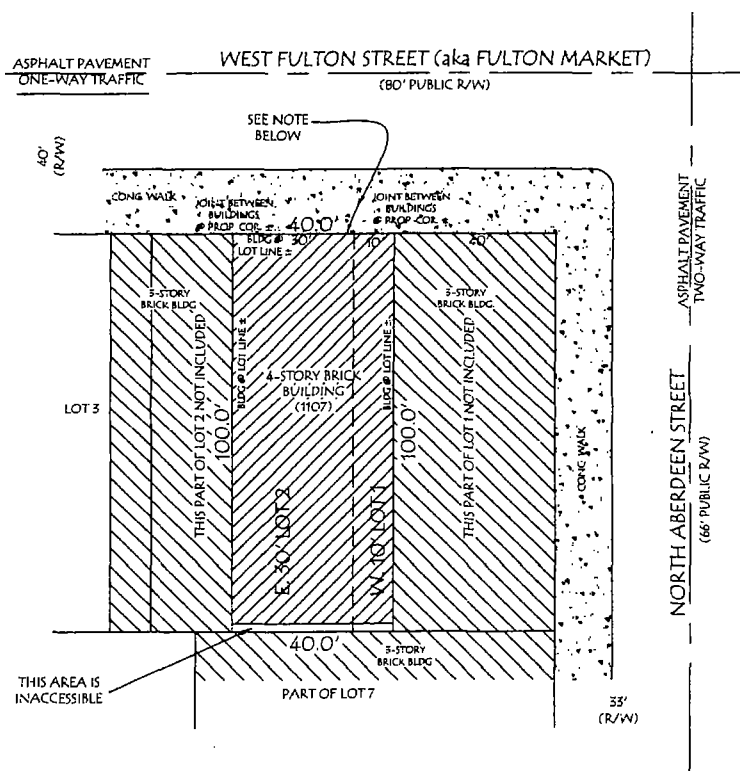 ASPHALT PAVEMENT
ONE-WAY TRAFFIC
WEST FULTON STREET (aka FULTON MARKET)
(80' PUBLIC R/W)
SEE NOTE
BELOW
40'
(R/W)
CONC WALK
JOINT BETWEEN
BUILDINGS
@ PROP COR. ±
BLDG @
LOT LINE ±
40.0'
30'
10'
JOINT BETWEEN
BUILDINGS
@ PROP COR. ±
40'
ASPHALT PAVEMENT
TWO-WAY TRAFFIC
3-STORY
BRICK BLDG
THIS PART OF LOT 2 NOT INCLUDED
BLDG @ LOT LINE ±
4-STORY BRICK
BUILDING
(1107)
BLDG @ LOT LINE ±
3-STORY
BRICK BLDG.
THIS PART OF LOT 1 NOT INCLUDED
LOT 3
100.0'
100.0'
CONC WALK
NORTH ABERDEEN STREET
(66' PUBLIC R/W)
E. 30' LOT 2
W. 10' LOT 1
40.0'
3-STORY
BRICK BLDG
THIS AREA IS
INACCESSIBLE
PART OF LOT 7
33'
(R/W)